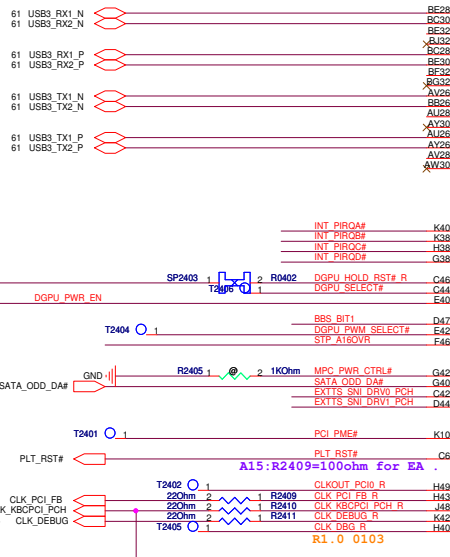 61 USB3_RX1_N BE28
61 USB3_RX2_N BC30
BE32
BJ32
61 USB3_RX1_P BC28
61 USB3_RX2_P BE30
BF32
BG32
61 USB3_TX1_N AV26
61 USB3_TX2_N BB26
AU28
AY30
61 USB3_TX1_P AU26
61 USB3_TX2_P AY26
AV28
AW30
INT_PIRQA# K40
INT_PIRQB# K38
INT_PIRQC# H38
INT_PIRQD# G38
SP2403 1 2 R0402 DGPU_HOLD_RST#_R C46
T2406 1 DGPU_SELECT# C44
DGPU_PWR_EN E40
BBS_BIT1 D47
T2404 1 DGPU_PWM_SELECT# E42
STP_A16OVR F46
GND R2405 1 @ 2 1KOhm MPC_PWR_CTRL# G42
SATA_ODD_DA# SATA_ODD_DA# G40
EXTTS_SNI_DRV0_PCH C42
EXTTS_SNI_DRV1_PCH D44
T2401 1 PCI_PME# K10
PLT_RST# PLT_RST# C6
A15:R2409=100ohm for EA .
T2402 1 CLKOUT_PCI0_R H49
CLK_PCI_FB 22Ohm 2 1 R2409 CLK_PCI_FB_R H43
K_KBCPCI_PCH 22Ohm 2 1 R2410 CLK_KBCPCI_PCH_R J48
CLK_DEBUG 22Ohm 2 1 R2411 CLK_DEBUG_R K42
T2405 1 CLK_DBG_R H40
R1.0 0103